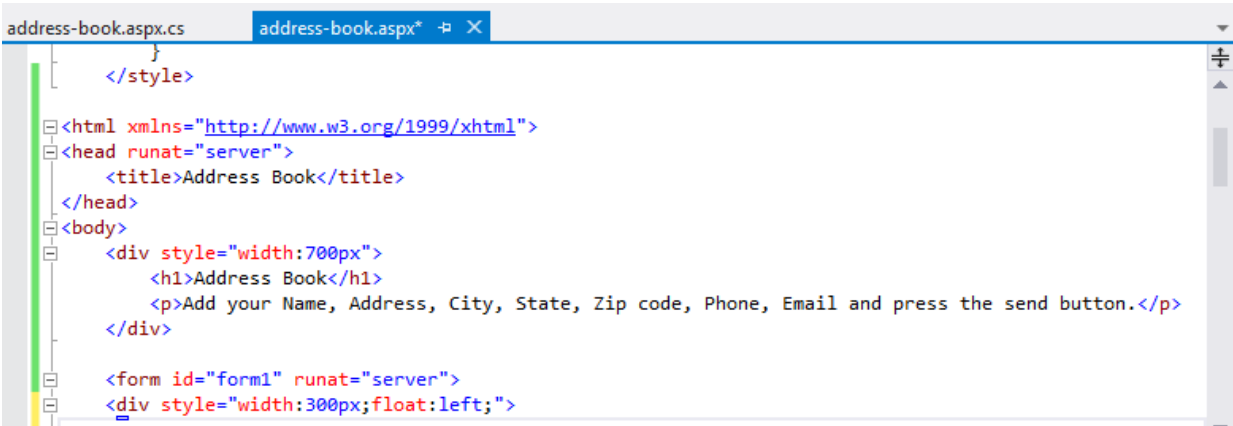 address-book.aspx.cs address-book.aspx*
}
</style>
<html xmlns="http://www.w3.org/1999/xhtml">
<head runat="server">
<title>Address Book</title>
</head>
<body>
<div style="width:700px">
<h1>Address Book</h1>
<p>Add your Name, Address, City, State, Zip code, Phone, Email and press the send button.</p>
</div>
<form id="form1" runat="server">
<div style="width:300px;float:left;">